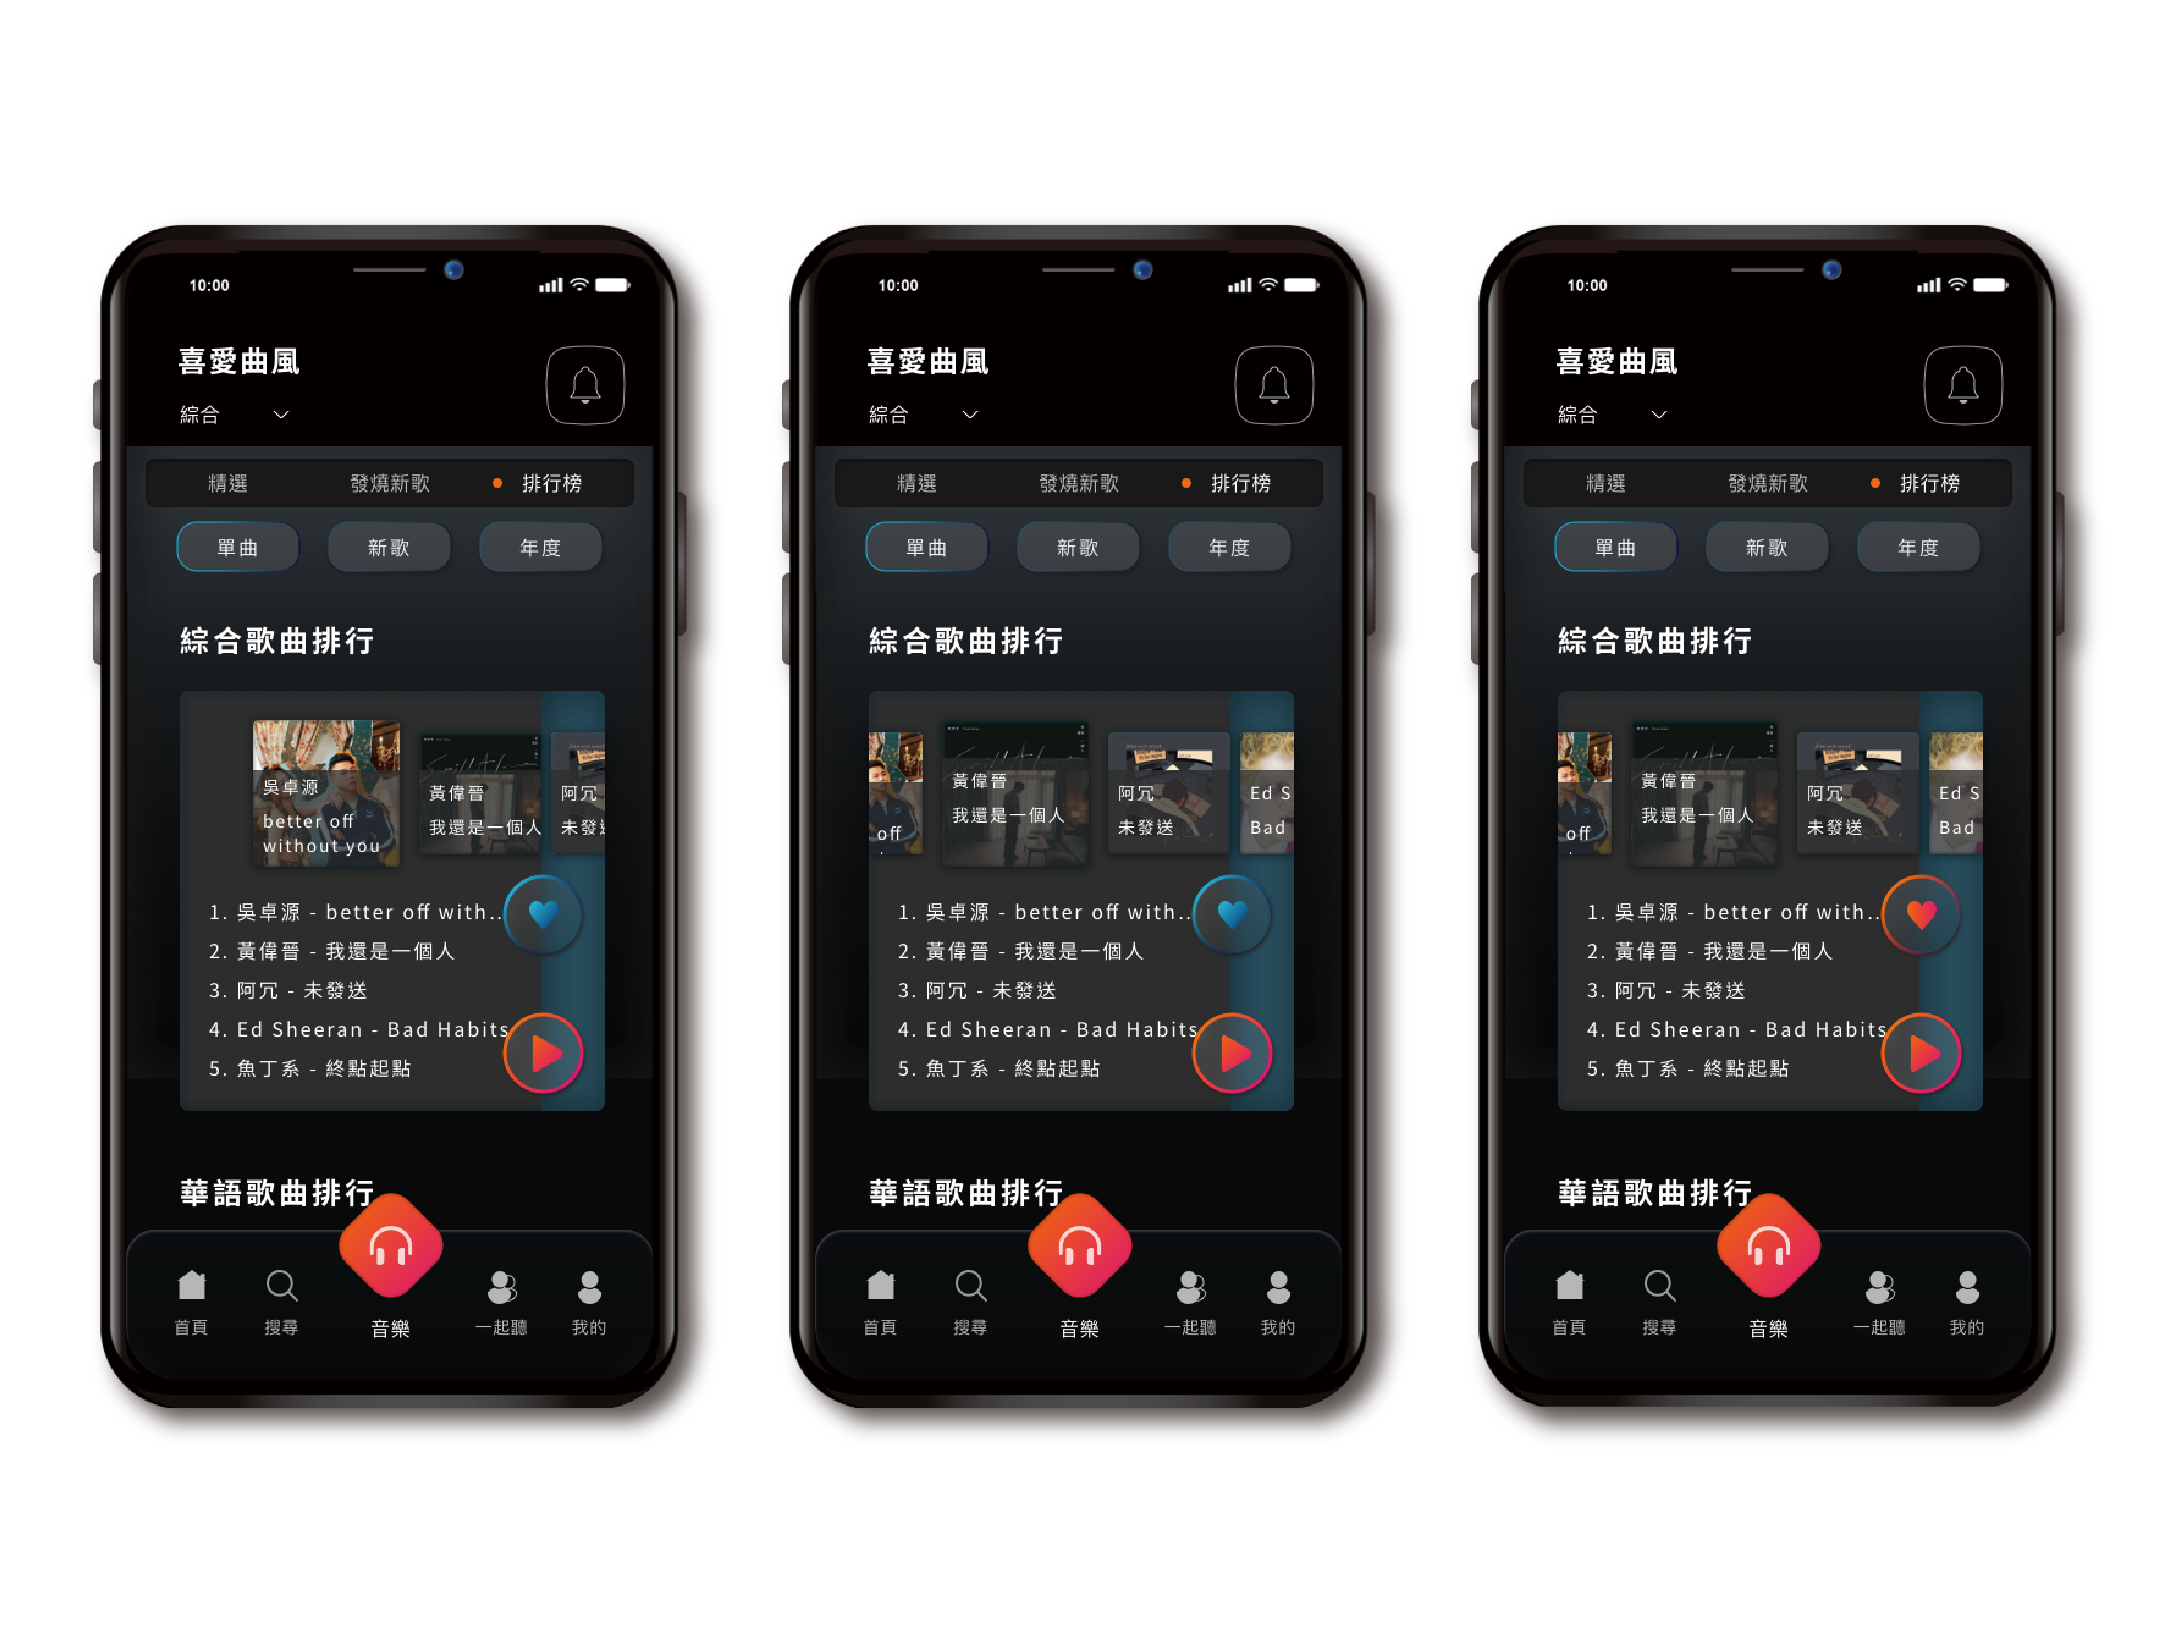 10:00
喜愛曲風
綜合
精選 發燒新歌 排行榜
單曲 新歌 年度
綜合歌曲排行
吳卓源
better off
without you
黃偉晉
我還是一個人
阿冗
未發送
1. 吳卓源 - better off with..
2. 黃偉晉 - 我還是一個人
3. 阿冗 - 未發送
4. Ed Sheeran - Bad Habits
5. 魚丁糸 - 終點起點
華語歌曲排行
首頁 搜尋 音樂 一起聽 我的
10:00
喜愛曲風
綜合
精選 發燒新歌 排行榜
單曲 新歌 年度
綜合歌曲排行
off
黃偉晉
我還是一個人
阿冗
未發送
Ed S
Bad
1. 吳卓源 - better off with..
2. 黃偉晉 - 我還是一個人
3. 阿冗 - 未發送
4. Ed Sheeran - Bad Habits
5. 魚丁糸 - 終點起點
華語歌曲排行
首頁 搜尋 音樂 一起聽 我的
10:00
喜愛曲風
綜合
精選 發燒新歌 排行榜
單曲 新歌 年度
綜合歌曲排行
off
黃偉晉
我還是一個人
阿冗
未發送
Ed S
Bad
1. 吳卓源 - better off with..
2. 黃偉晉 - 我還是一個人
3. 阿冗 - 未發送
4. Ed Sheeran - Bad Habits
5. 魚丁糸 - 終點起點
華語歌曲排行
首頁 搜尋 音樂 一起聽 我的